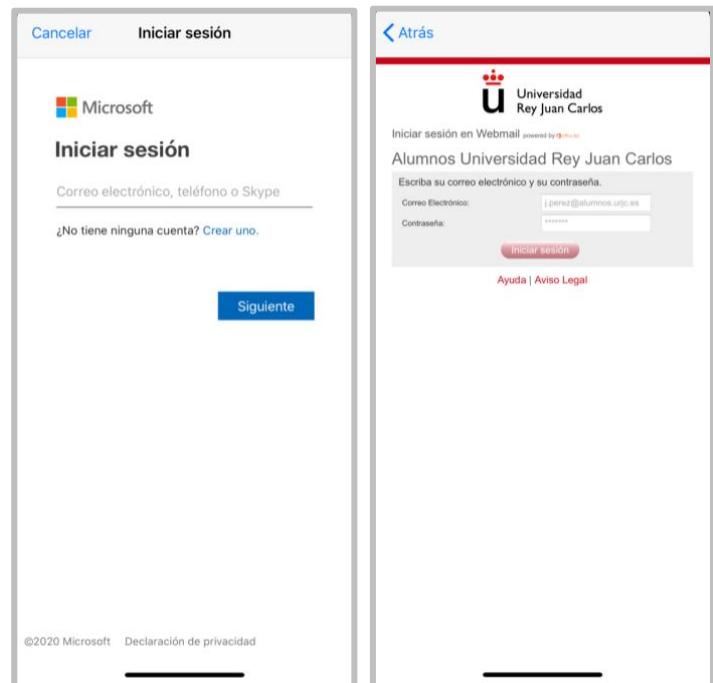 Cancelar Iniciar sesión
Microsoft
Iniciar sesión
Correo electrónico, teléfono o Skype
¿No tiene ninguna cuenta? Crear uno.
Siguiente
©2020 Microsoft Declaración de privacidad
Atrás
Universidad
Rey Juan Carlos
Iniciar sesión en Webmail powered by
Alumnos Universidad Rey Juan Carlos
Escriba su correo electrónico y su contraseña.
Correo Electrónico: j.perez@alumnos.urjc.es
Contraseña: *******
Iniciar sesión
Ayuda | Aviso Legal